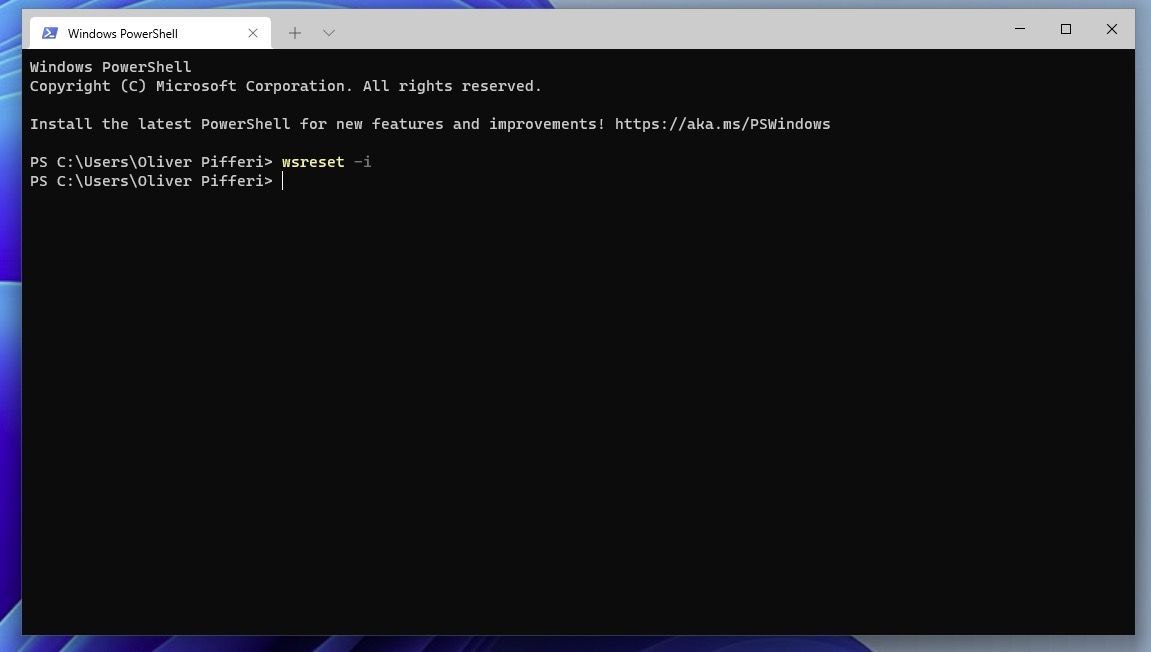 Windows PowerShell
Windows PowerShell
Copyright (C) Microsoft Corporation. All rights reserved.
Install the latest PowerShell for new features and improvements! https://aka.ms/PSWindows
PS C:\Users\Oliver Pifferi> wsreset -i
PS C:\Users\Oliver Pifferi>